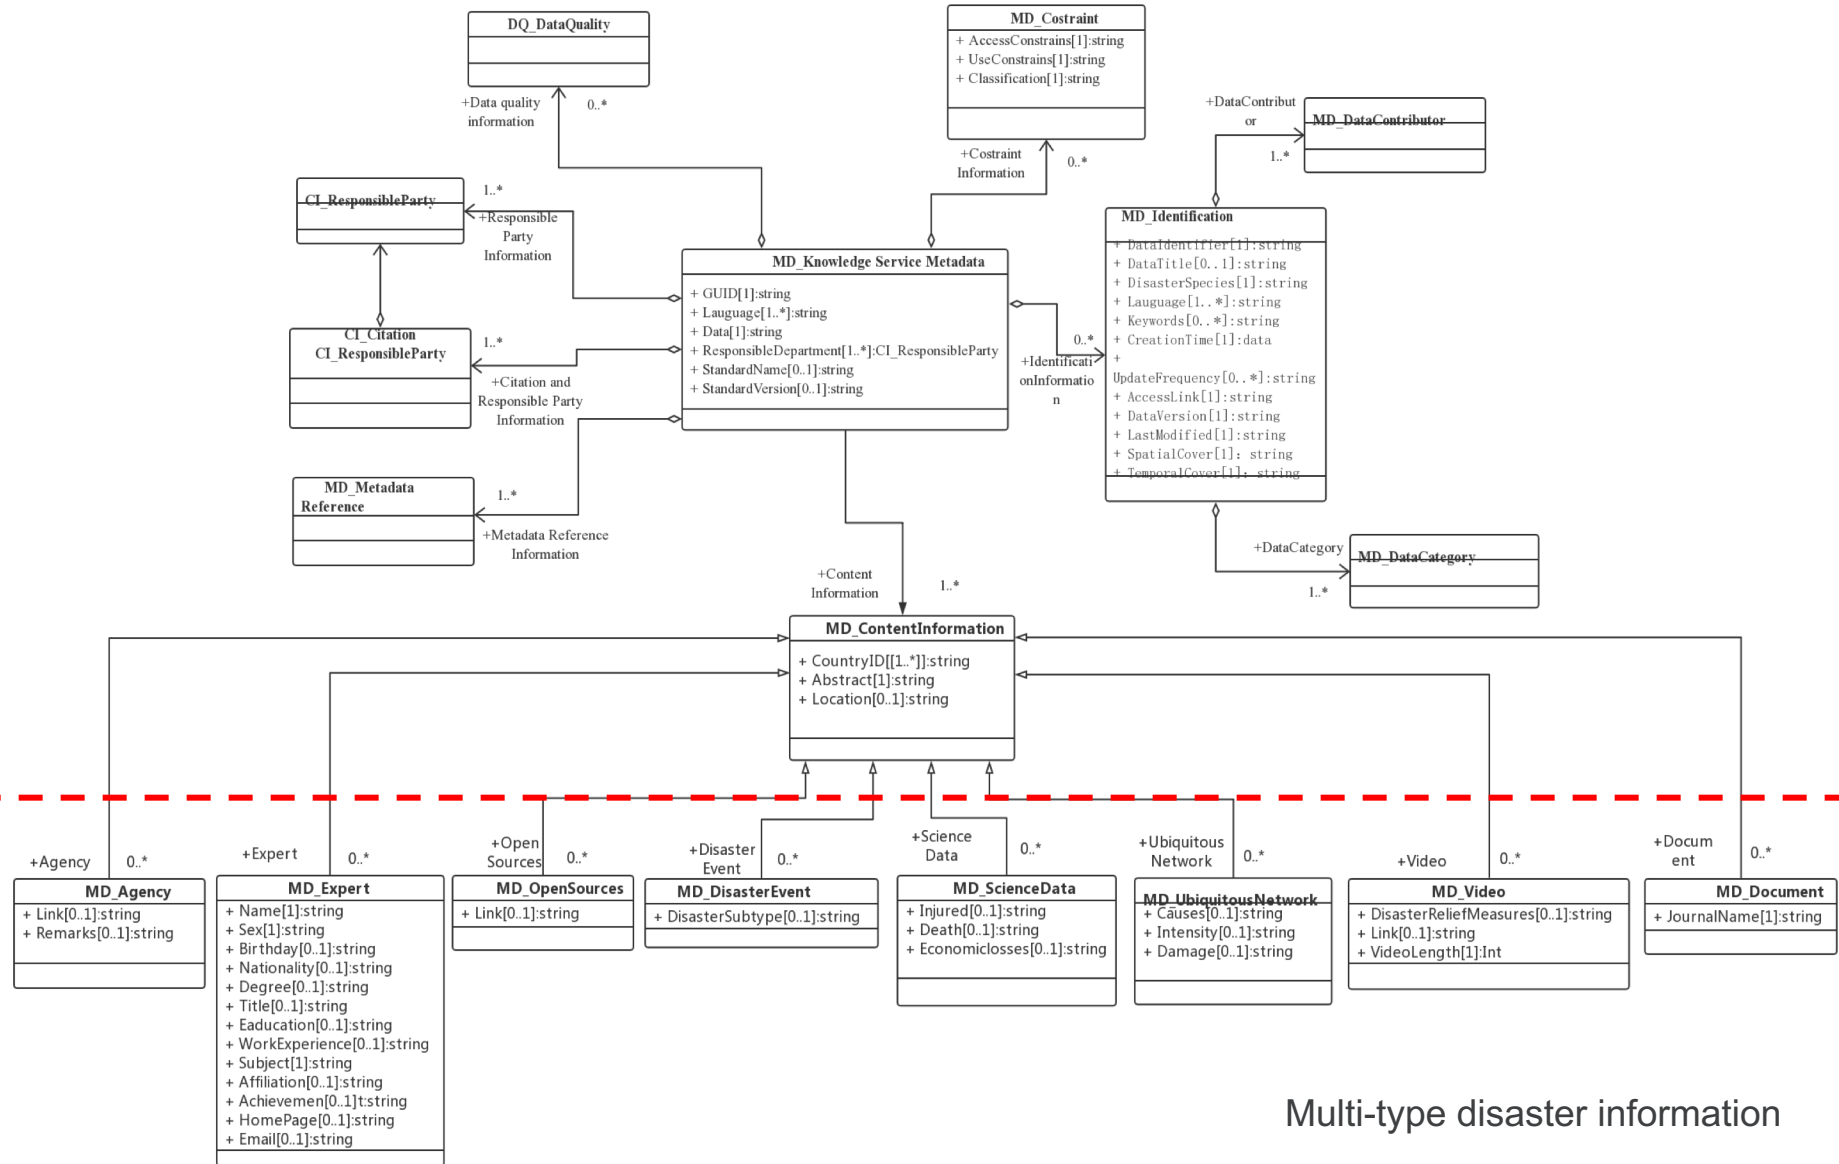 DQ_DataQuality
+Data quality
information
0..*
MD_Costraint
+ AccessConstrains[1]:string
+ UseConstrains[1]:string
+ Classification[1]:string
+Costraint
Information
0..*
+DataContribut
or
1..*
MD_DataContributor
CI_ResponsibleParty
1..*
+Responsible
Party
Information
CI_Citation
CI_ResponsibleParty
1..*
+Citation and
Responsible Party
Information
MD_Metadata
Reference
1..*
+Metadata Reference
Information
MD_Knowledge Service Metadata
+ GUID[1]:string
+ Lauguage[1..*]:string
+ Data[1]:string
+ ResponsibleDepartment[1..*]:CI_ResponsibleParty
+ StandardName[0..1]:string
+ StandardVersion[0..1]:string
0..*
+Identificati
onInformatio
n
MD_Identification
+ DataIdentifier[1]:string
+ DataTitle[0..1]:string
+ DisasterSpecies[1]:string
+ Lauguage[1..*]:string
+ Keywords[0..*]:string
+ CreationTime[1]:data
+
UpdateFrequency[0..*]:string
+ AccessLink[1]:string
+ DataVersion[1]:string
+ LastModified[1]:string
+ SpatialCover[1]: string
+ TemporalCover[1]: string
+DataCategory
1..*
MD_DataCategory
+Content
Information
1..*
MD_ContentInformation
+ CountryID[[1..*]]:string
+ Abstract[1]:string
+ Location[0..1]:string
+Agency
0..*
MD_Agency
+ Link[0..1]:string
+ Remarks[0..1]:string
+Expert
0..*
MD_Expert
+ Name[1]:string
+ Sex[1]:string
+ Birthday[0..1]:string
+ Nationality[0..1]:string
+ Degree[0..1]:string
+ Title[0..1]:string
+ Eaducation[0..1]:string
+ WorkExperience[0..1]:string
+ Subject[1]:string
+ Affiliation[0..1]:string
+ Achievemen[0..1]t:string
+ HomePage[0..1]:string
+ Email[0..1]:string
+Open
Sources
0..*
MD_OpenSources
+ Link[0..1]:string
+Disaster
Event
0..*
MD_DisasterEvent
+ DisasterSubtype[0..1]:string
+Science
Data
0..*
MD_ScienceData
+ Injured[0..1]:string
+ Death[0..1]:string
+ Economiclosses[0..1]:string
+Ubiquitous
Network
0..*
MD_UbiquitousNetwork
+ Causes[0..1]:string
+ Intensity[0..1]:string
+ Damage[0..1]:string
+Video
0..*
MD_Video
+ DisasterReliefMeasures[0..1]:string
+ Link[0..1]:string
+ VideoLength[1]:Int
+Docum
ent
0..*
MD_Document
+ JournalName[1]:string
Multi-type disaster information